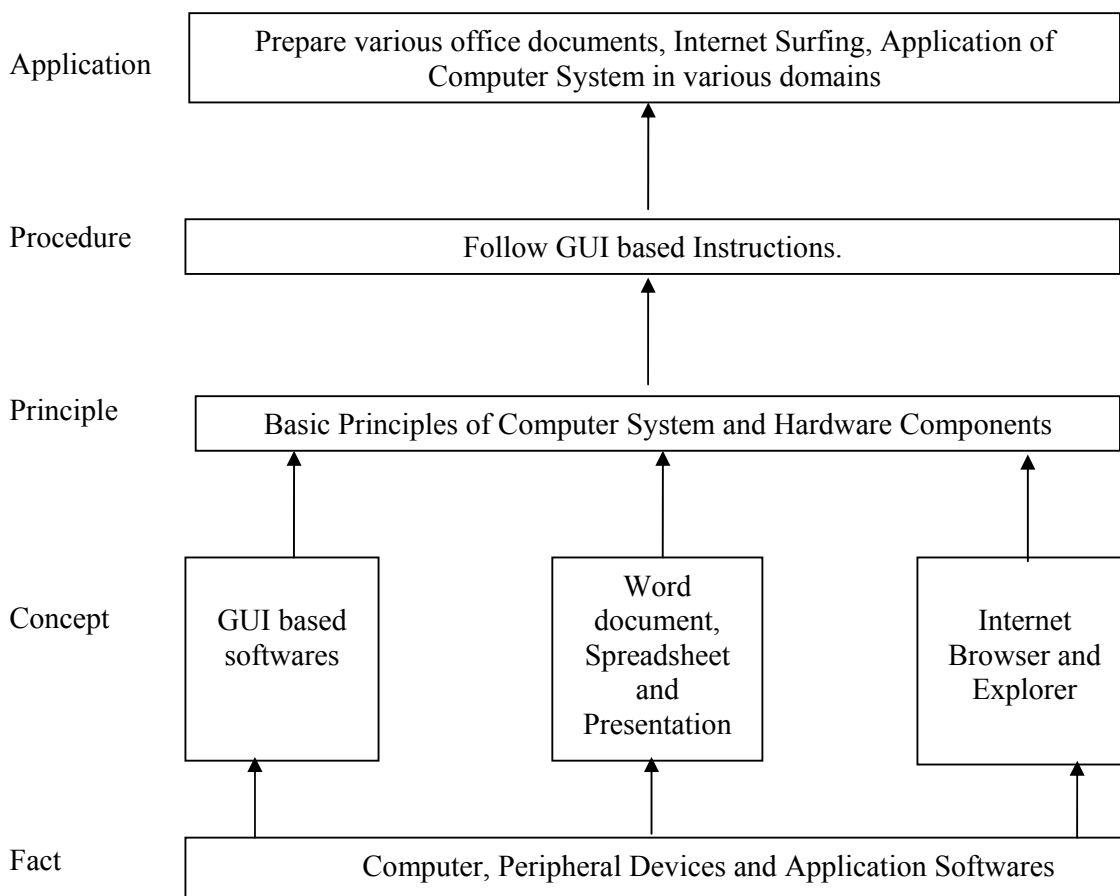 Application
Prepare various office documents, Internet Surfing, Application of
Computer System in various domains
Procedure
Follow GUI based Instructions.
Principle
Basic Principles of Computer System and Hardware Components
Concept
GUI based
softwares
Word
document,
Spreadsheet
and
Presentation
Internet
Browser and
Explorer
Fact
Computer, Peripheral Devices and Application Softwares